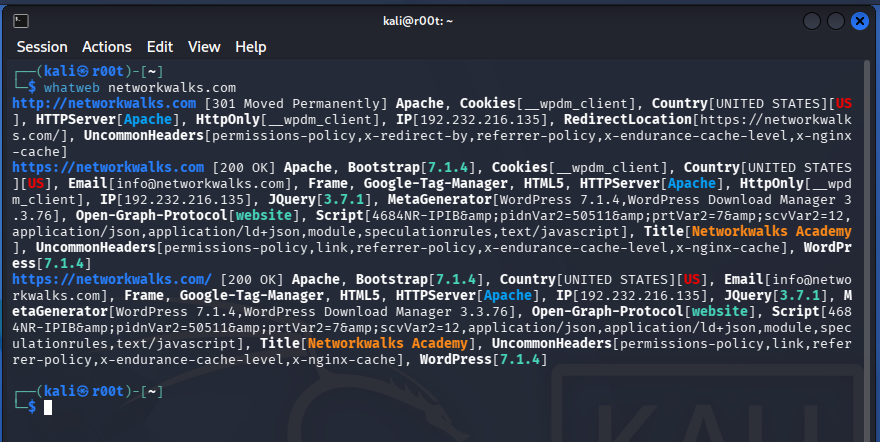 kali@r00t: ~
Session Actions Edit View Help
┌──(kali㉿r00t)-[~]
└─$ whatweb networkwalks.com
http://networkwalks.com [301 Moved Permanently] Apache, Cookies[__wpdm_client], Country[UNITED STATES][US
], HTTPServer[Apache], HttpOnly[__wpdm_client], IP[192.232.216.135], RedirectLocation[https://networkwalk
s.com/], UncommonHeaders[permissions-policy,x-redirect-by,referrer-policy,x-endurance-cache-level,x-nginx
-cache]
https://networkwalks.com [200 OK] Apache, Bootstrap[7.1.4], Cookies[__wpdm_client], Country[UNITED STATES
][US], Email[info@networkwalks.com], Frame, Google-Tag-Manager, HTML5, HTTPServer[Apache], HttpOnly[__wpd
m_client], IP[192.232.216.135], JQuery[3.7.1], MetaGenerator[WordPress 7.1.4,WordPress Download Manager 3
.3.76], Open-Graph-Protocol[website], Script[4684NR-IPIB&amp;pidnVar2=50511&amp;prtVar2=7&amp;scvVar2=12,
application/json,application/ld+json,module,speculationrules,text/javascript], Title[Networkwalks Academy
], UncommonHeaders[permissions-policy,link,referrer-policy,x-endurance-cache-level,x-nginx-cache], WordPr
ess[7.1.4]
https://networkwalks.com/ [200 OK] Apache, Bootstrap[7.1.4], Country[UNITED STATES][US], Email[info@netwo
rkwalks.com], Frame, Google-Tag-Manager, HTML5, HTTPServer[Apache], IP[192.232.216.135], JQuery[3.7.1], M
etaGenerator[WordPress 7.1.4,WordPress Download Manager 3.3.76], Open-Graph-Protocol[website], Script[468
4NR-IPIB&amp;pidnVar2=50511&amp;prtVar2=7&amp;scvVar2=12,application/json,application/ld+json,module,spec
ulationrules,text/javascript], Title[Networkwalks Academy], UncommonHeaders[permissions-policy,link,refer
rer-policy,x-endurance-cache-level,x-nginx-cache], WordPress[7.1.4]
┌──(kali㉿r00t)-[~]
└─$
KALI